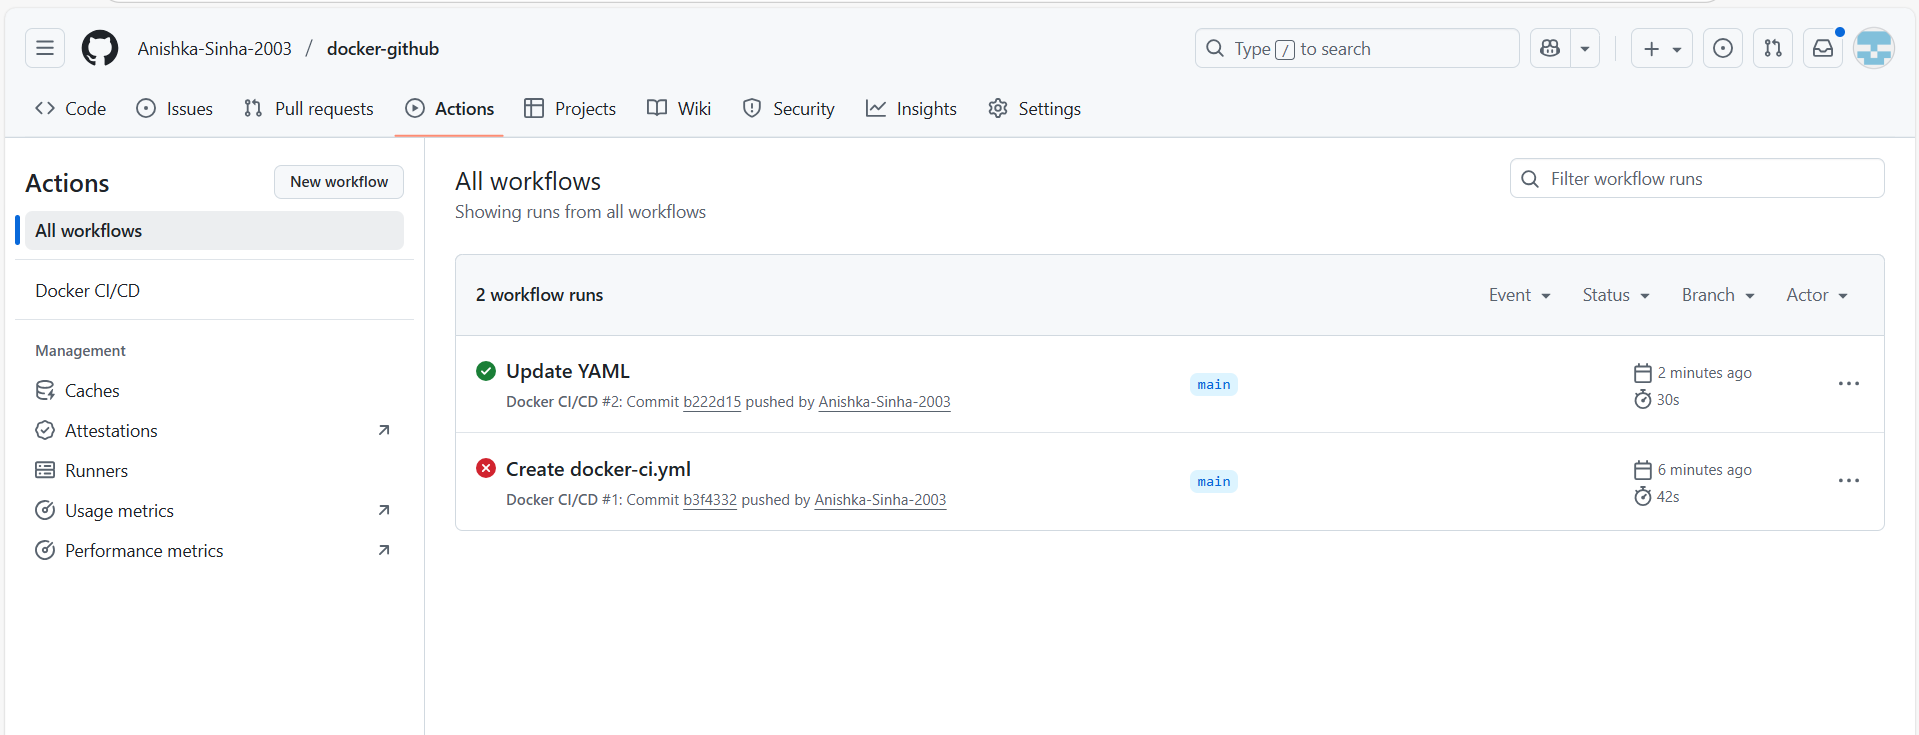 Anishka-Sinha-2003 / docker-github
Type / to search
Code
Issues
Pull requests
Actions
Projects
Wiki
Security
Insights
Settings
Actions
New workflow
All workflows
Docker CI/CD
Management
Caches
Attestations
Runners
Usage metrics
Performance metrics
All workflows
Showing runs from all workflows
Filter workflow runs
2 workflow runs
Event
Status
Branch
Actor
Update YAML
Docker CI/CD #2: Commit b222d15 pushed by Anishka-Sinha-2003
main
2 minutes ago
30s
Create docker-ci.yml
Docker CI/CD #1: Commit b3f4332 pushed by Anishka-Sinha-2003
main
6 minutes ago
42s